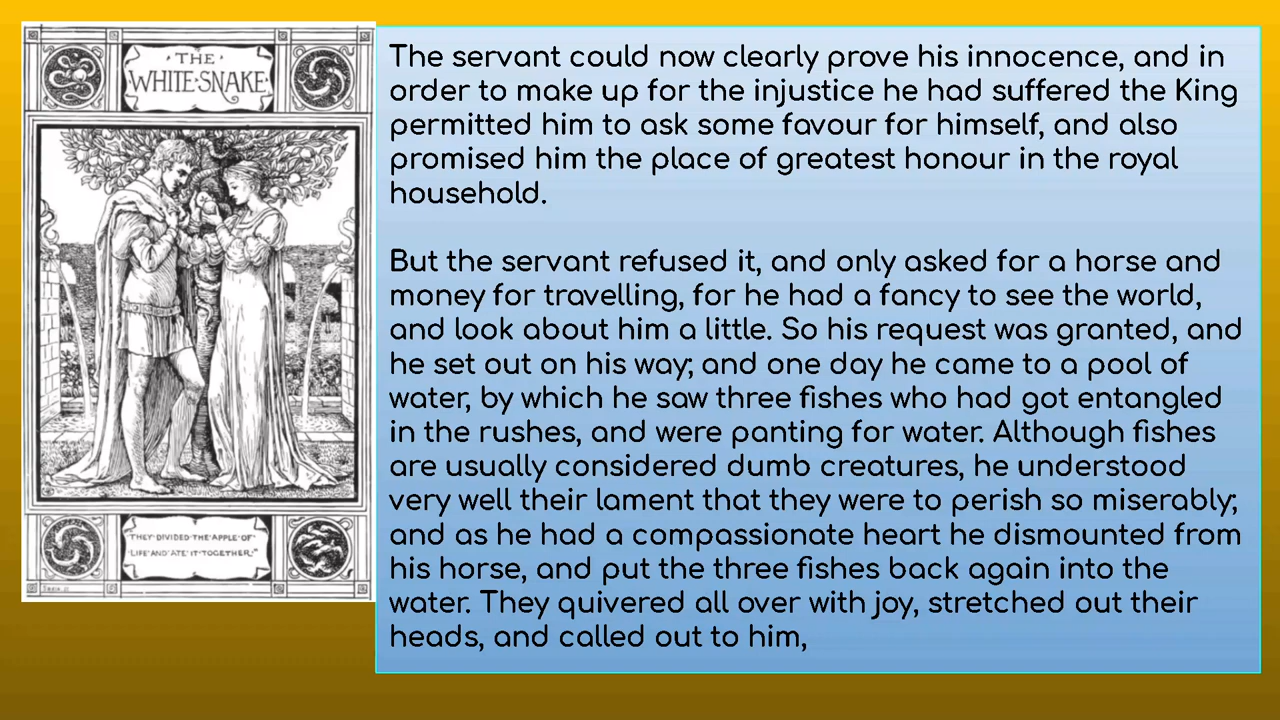 THE
WHITE·SNAKE
"THEY·DIVIDED·THE·APPLE·OF·
LIFE·AND·ATE·IT·TOGETHER·"
The servant could now clearly prove his innocence, and in
order to make up for the injustice he had suffered the King
permitted him to ask some favour for himself, and also
promised him the place of greatest honour in the royal
household.
But the servant refused it, and only asked for a horse and
money for travelling, for he had a fancy to see the world,
and look about him a little. So his request was granted, and
he set out on his way; and one day he came to a pool of
water, by which he saw three fishes who had got entangled
in the rushes, and were panting for water. Although fishes
are usually considered dumb creatures, he understood
very well their lament that they were to perish so miserably;
and as he had a compassionate heart he dismounted from
his horse, and put the three fishes back again into the
water. They quivered all over with joy, stretched out their
heads, and called out to him,